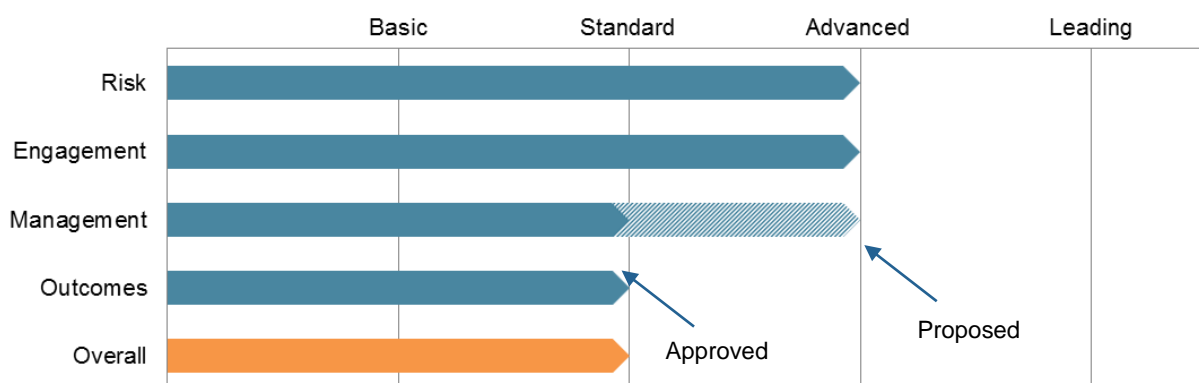 Basic Standard Advanced Leading
Risk
Engagement
Management
Outcomes
Proposed
Approved
Overall